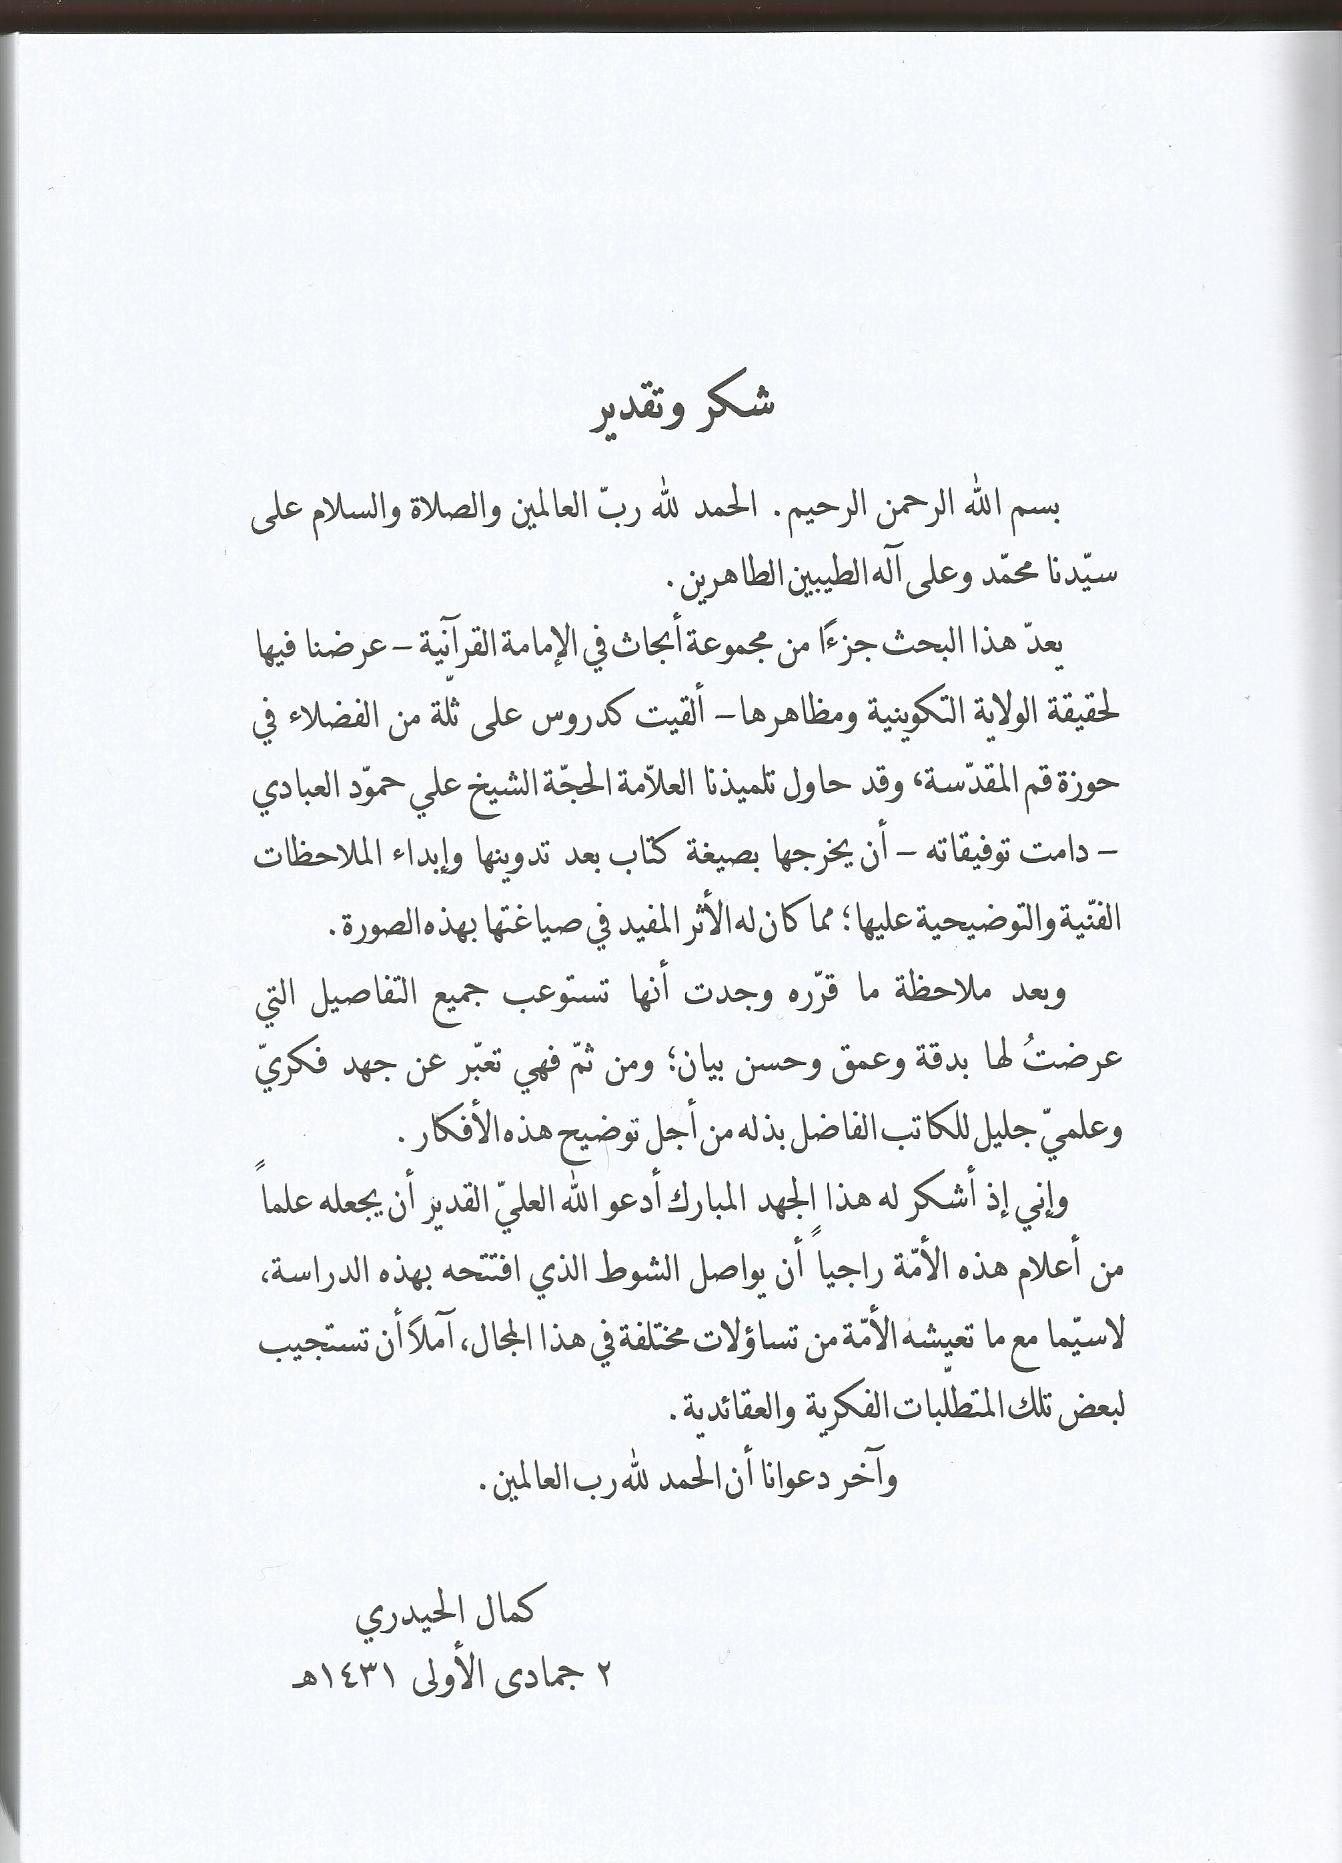 شكر وتقدير
بسم الله الرحمن الرحيم. الحمد لله ربّ العالمين والصلاة والسلام على
سيّدنا محمّد وعلى آله الطيبين الطاهرين.
يعدّ هذا البحث جزءًا من مجموعة أبحاث في الإمامة القرآنية – عرضنا فيها
لحقيقة الولاية التكوينية ومظاهرها – ألقيت كدروس على ثلّة من الفضلاء في
حوزة قم المقدّسة، وقد حاول تلميذنا العلاّمة الحجّة الشيخ علي حمّود العبادي
– دامت توفيقاته – أن يخرجها بصيغة كتاب بعد تدوينها وإبداء الملاحظات
الفنّية والتوضيحية عليها؛ مما كان له الأثر المفيد في صياغتها بهذه الصورة.
وبعد ملاحظة ما قرّره وجدت أنها تستوعب جميع التفاصيل التي
عرضتُ لها بدقة وعمق وحسن بيان؛ ومن ثمّ فهي تعبّر عن جهد فكريّ
وعلميّ جليل للكاتب الفاضل بذله من أجل توضيح هذه الأفكار.
وإني إذ أشكر له هذا الجهد المبارك أدعو الله العليّ القدير أن يجعله علماً
من أعلام هذه الأمّة راجياً أن يواصل الشوط الذي افتتحه بهذه الدراسة،
لاسيّما مع ما تعيشه الأمّة من تساؤلات مختلفة في هذا المجال، آملاً أن تستجيب
لبعض تلك المتطلّبات الفكرية والعقائدية.
وآخر دعوانا أن الحمد لله رب العالمين.
كمال الحيدري
٢ جمادى الأولى ١٤٣١هـ